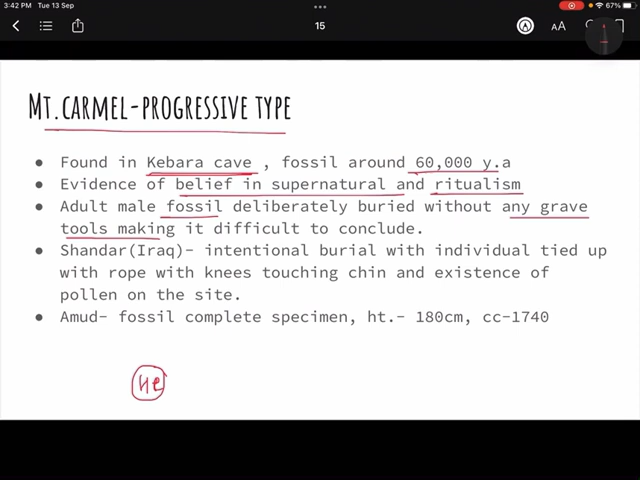 3:42 PM Tue 13 Sep
67%
15
AA
MT.CARMEL-PROGRESSIVE TYPE
● Found in Kebara cave , fossil around 60,000 y.a
● Evidence of belief in supernatural and ritualism
● Adult male fossil deliberately buried without any grave
tools making it difficult to conclude.
● Shandar(Iraq)- intentional burial with individual tied up
with rope with knees touching chin and existence of
pollen on the site.
● Amud- fossil complete specimen, ht.- 180cm, cc-1740